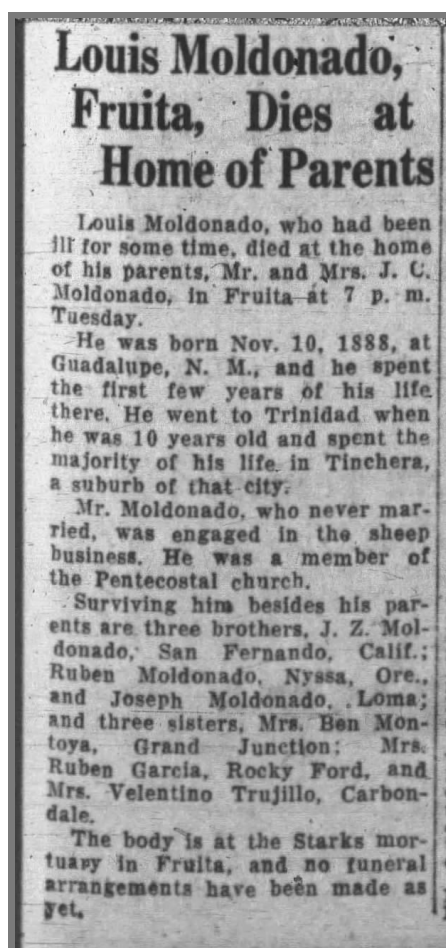 Louis Moldonado,
Fruita, Dies at
Home of Parents
Louis Moldonado, who had been
ill for some time, died at the home
of his parents, Mr. and Mrs. J. C.
Moldonado, in Fruita at 7 p. m.
Tuesday.
He was born Nov. 10, 1888, at
Guadalupe, N. M., and he spent
the first few years of his life
there. He went to Trinidad when
he was 10 years old and spent the
majority of his life in Tinchera,
a suburb of that city.
Mr. Moldonado, who never mar-
ried, was engaged in the sheep
business. He was a member of
the Pentecostal church.
Surviving him besides his par-
ents are three brothers, J. Z. Mol-
donado, San Fernando, Calif.;
Ruben Moldonado, Nyssa, Ore.,
and Joseph Moldonado, Loma;
and three sisters, Mrs. Ben Mon-
toya, Grand Junction; Mrs.
Ruben Garcia, Rocky Ford, and
Mrs. Velentino Trujillo, Carbon-
dale.
The body is at the Starks mor-
tuary in Fruita, and no funeral
arrangements have been made as
yet.